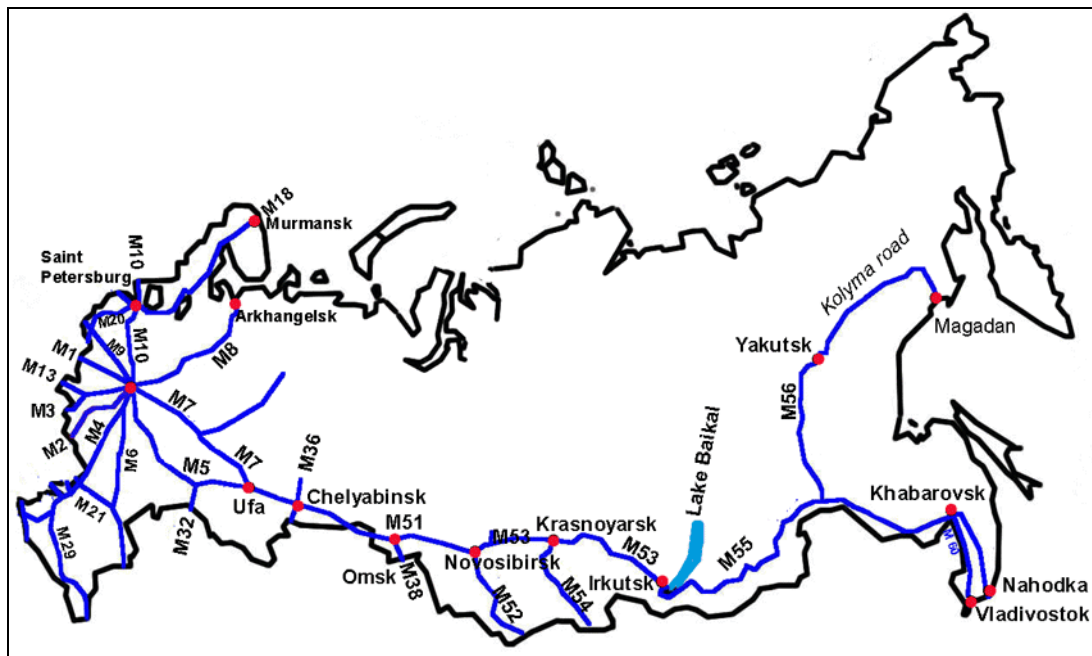 M18
Murmansk
M10
Saint
Petersburg
M20
Arkhangelsk
M9
M10
M8
M1
M13
M3
M2
M4
M7
M7
M6
M5
M36
Ufa
Chelyabinsk
M21
M32
M29
M51
Omsk
M38
M53
Novosibirsk
M52
Krasnoyarsk
M53
M54
Irkutsk
Lake Baikal
M55
M56
Yakutsk
Kolyma road
Magadan
Khabarovsk
M 60
Nahodka
Vladivostok